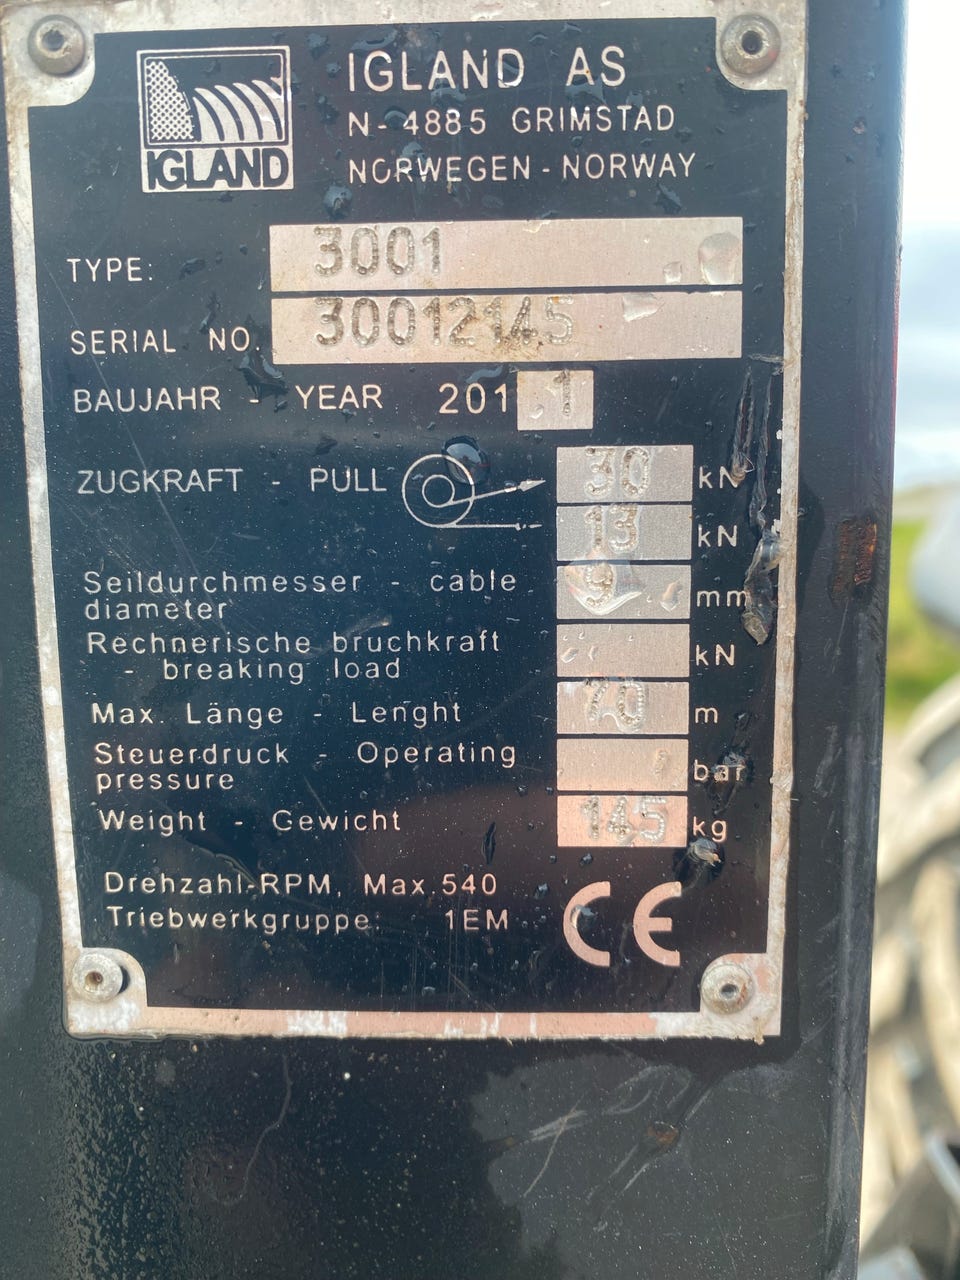 IGLAND
IGLAND AS
N-4885 GRIMSTAD
NORWEGEN - NORWAY
TYPE: 3001
SERIAL NO. 30012145
BAUJAHR - YEAR 2011
ZUGKRAFT - PULL 30 kN
13 kN
Seildurchmesser - cable diameter 9 mm
Rechnerische bruchkraft - breaking load kN
Max. Länge - Lenght 70 m
Steuerdruck - Operating pressure bar
Weight - Gewicht 145 kg
Drehzahl-RPM, Max.540
Triebwerkgruppe: 1EM
CE